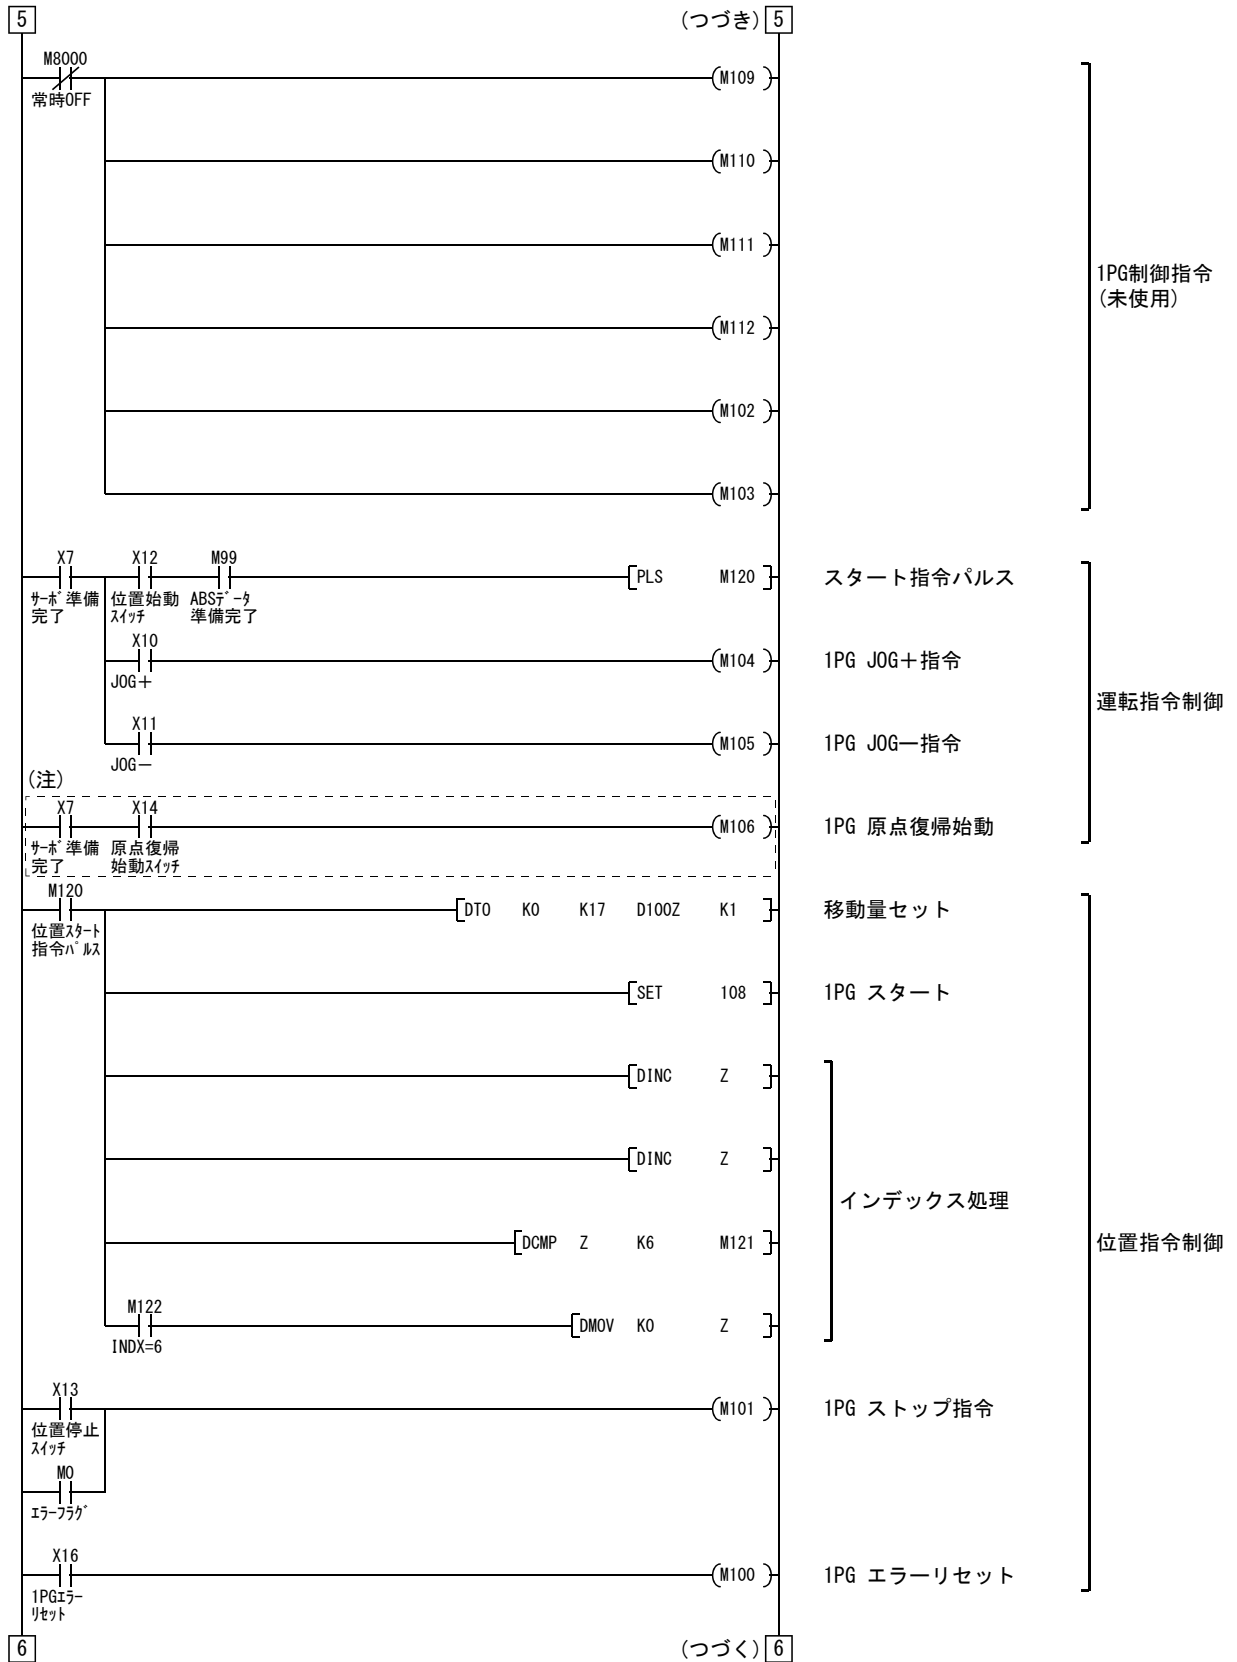 5 (つづき) 5
M8000
常時OFF
M109
M110
M111
M112
M102
M103
1PG制御指令
(未使用)
X7 X12 M99
PLS M120 スタート指令パルス
サーボ準備 位置始動 ABSデータ
完了 スイッチ 準備完了
X10
M104 1PG JOG+指令
JOG+
運転指令制御
X11
M105 1PG JOG-指令
JOG-
(注)
X7 X14
M106 1PG 原点復帰始動
サーボ準備 原点復帰
完了 始動スイッチ
M120
DTO K0 K17 D100Z K1 移動量セット
位置スタート
指令パルス
SET 108 1PG スタート
DINC Z
DINC Z
インデックス処理
DCMP Z K6 M121
位置指令制御
M122
DMOV K0 Z
INDX=6
X13
M101 1PG ストップ指令
位置停止
スイッチ
M0
エラーフラグ
X16
M100 1PG エラーリセット
1PGエラー
リセット
6 (つづく) 6